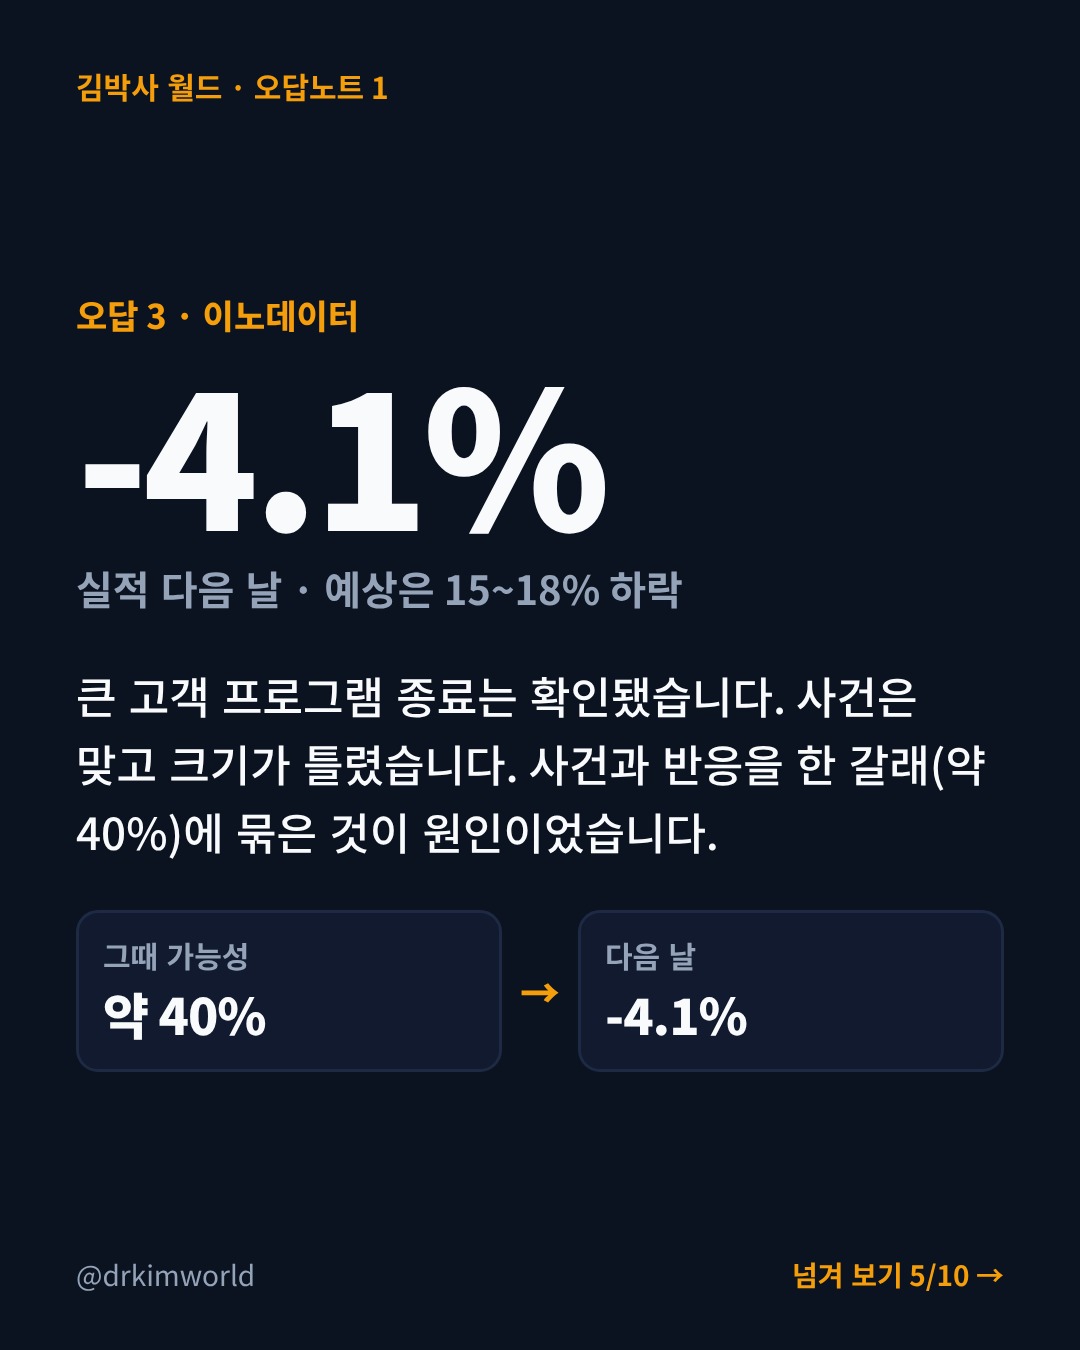 김박사 월드 · 오답노트 1
오답 3 · 이노데이터
-4.1%
실적 다음 날 · 예상은 15~18% 하락
큰 고객 프로그램 종료는 확인됐습니다. 사건은
맞고 크기가 틀렸습니다. 사건과 반응을 한 갈래(약
40%)에 묶은 것이 원인이었습니다.
그때 가능성
약 40%
→
다음 날
-4.1%
@drkimworld
넘겨 보기 5/10 →